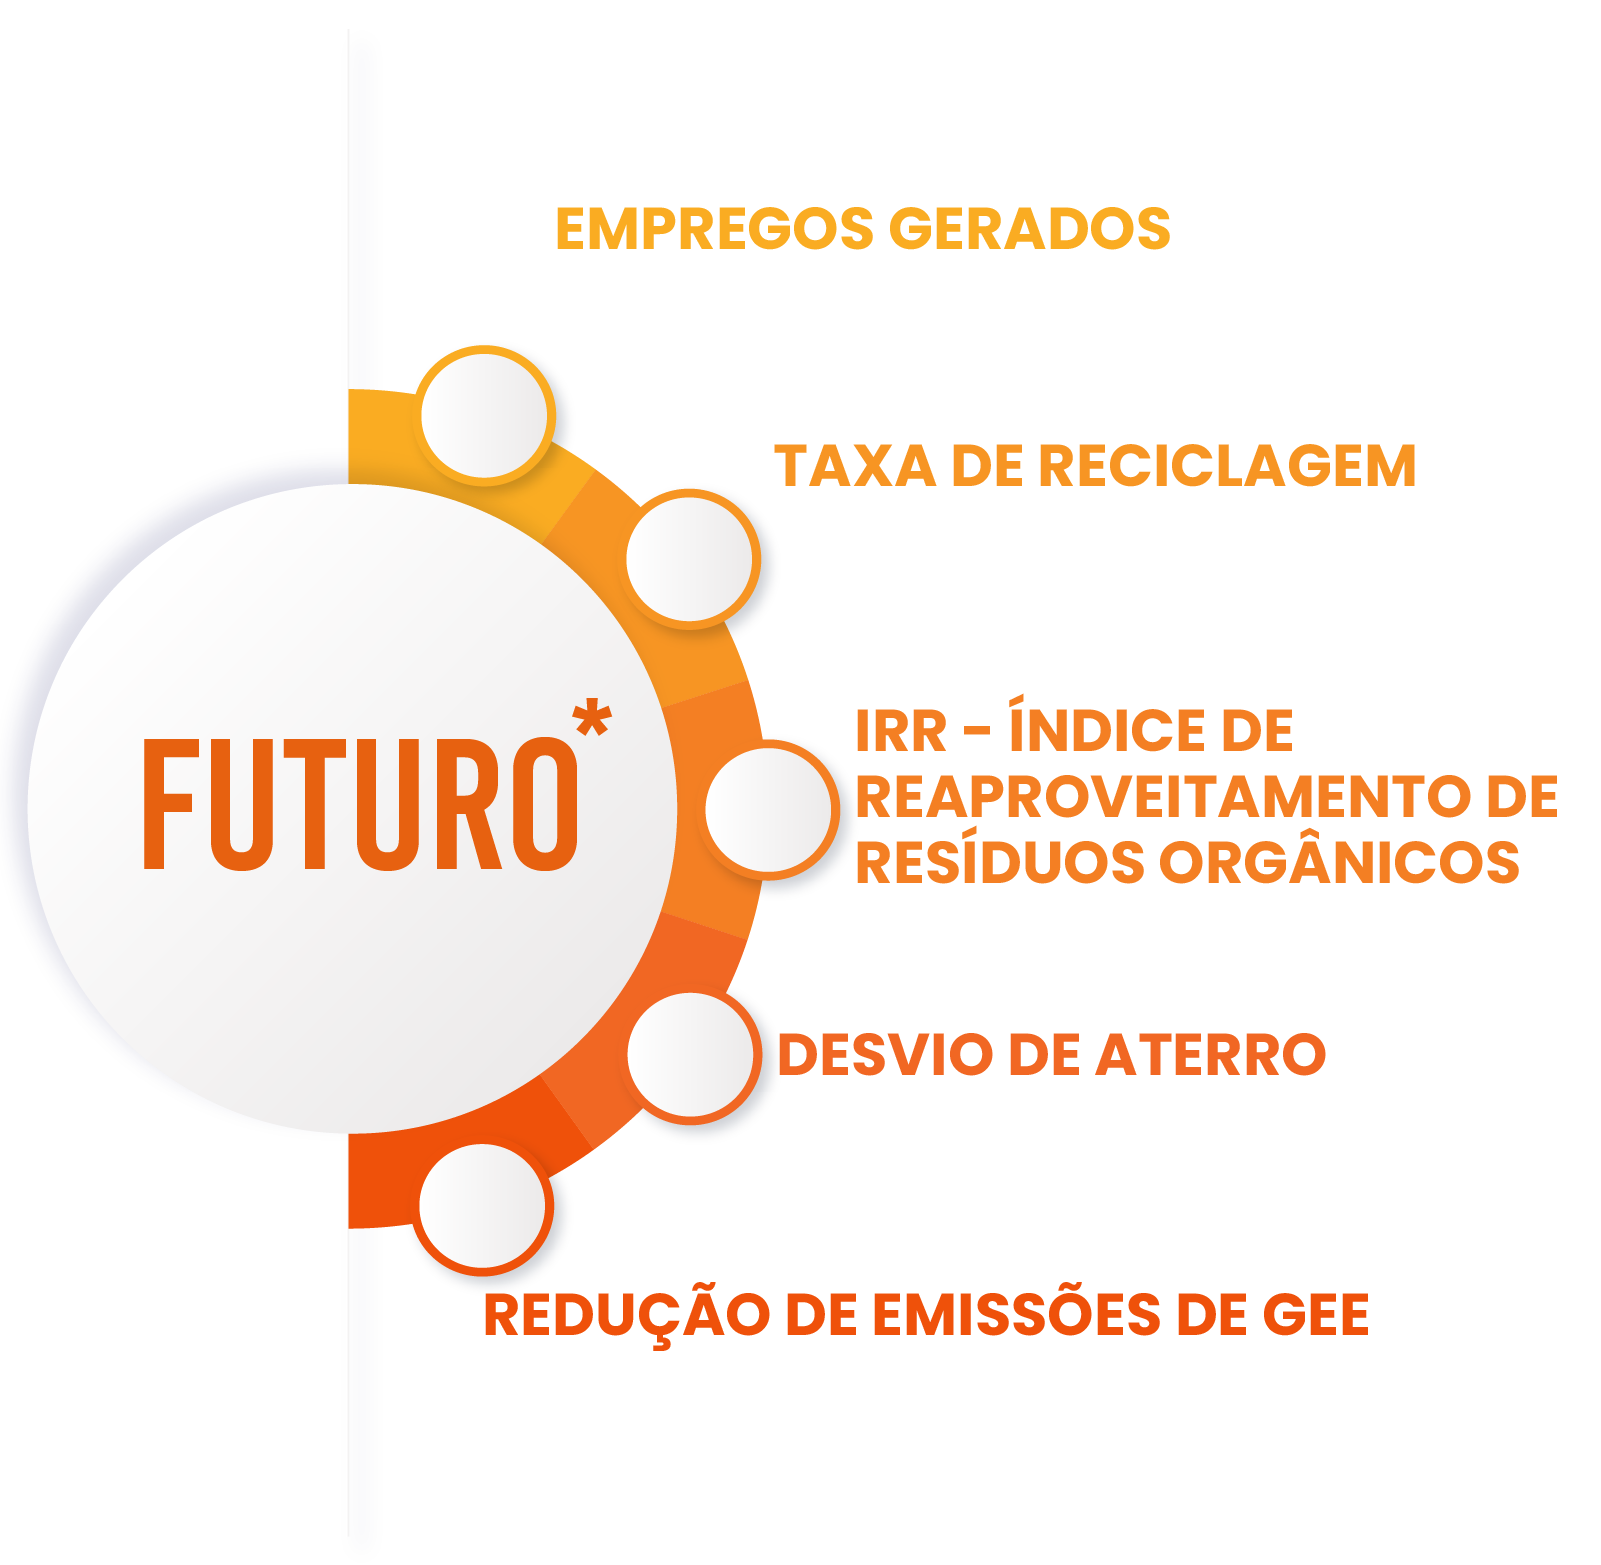 EMPREGOS GERADOS
TAXA DE RECICLAGEM
FUTURO*
IRR - ÍNDICE DE
REAPROVEITAMENTO DE
RESÍDUOS ORGÂNICOS
DESVIO DE ATERRO
REDUÇÃO DE EMISSÕES DE GEE